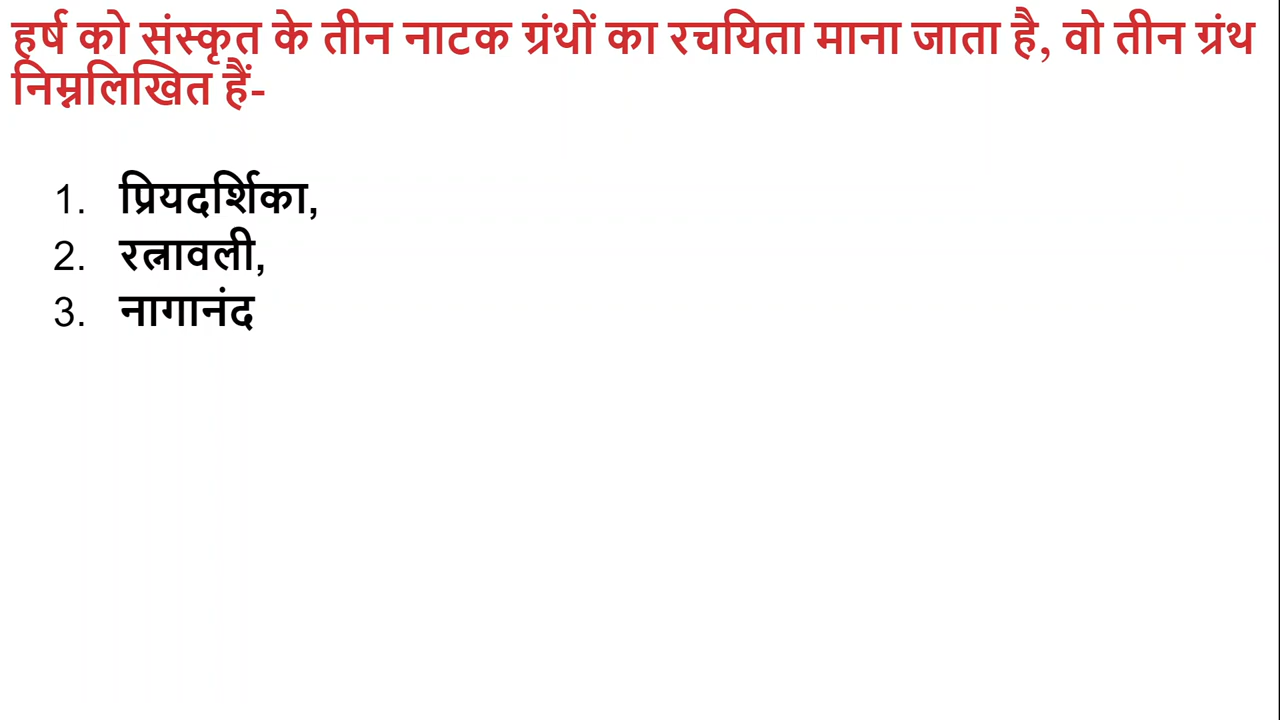 हर्ष को संस्कृत के तीन नाटक ग्रंथों का रचयिता माना जाता है, वो तीन ग्रंथ
निम्नलिखित हैं-
1. प्रियदर्शिका,
2. रत्नावली,
3. नागानंद